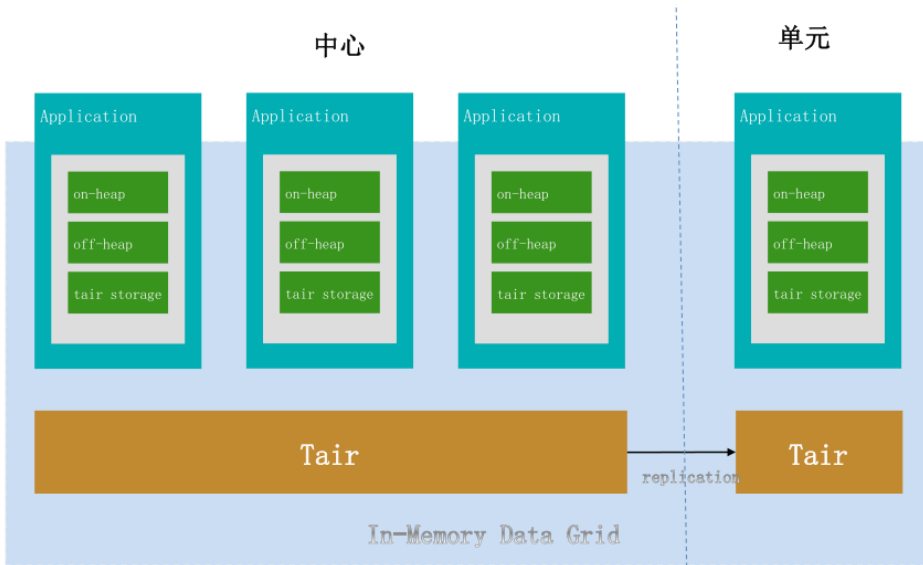 中心
单元
Application
Application
Application
Application
on-heap
on-heap
on-heap
on-heap
off-heap
off-heap
off-heap
off-heap
tair storage
tair storage
tair storage
tair storage
Tair
Tair
replication
In-Memory Data Grid